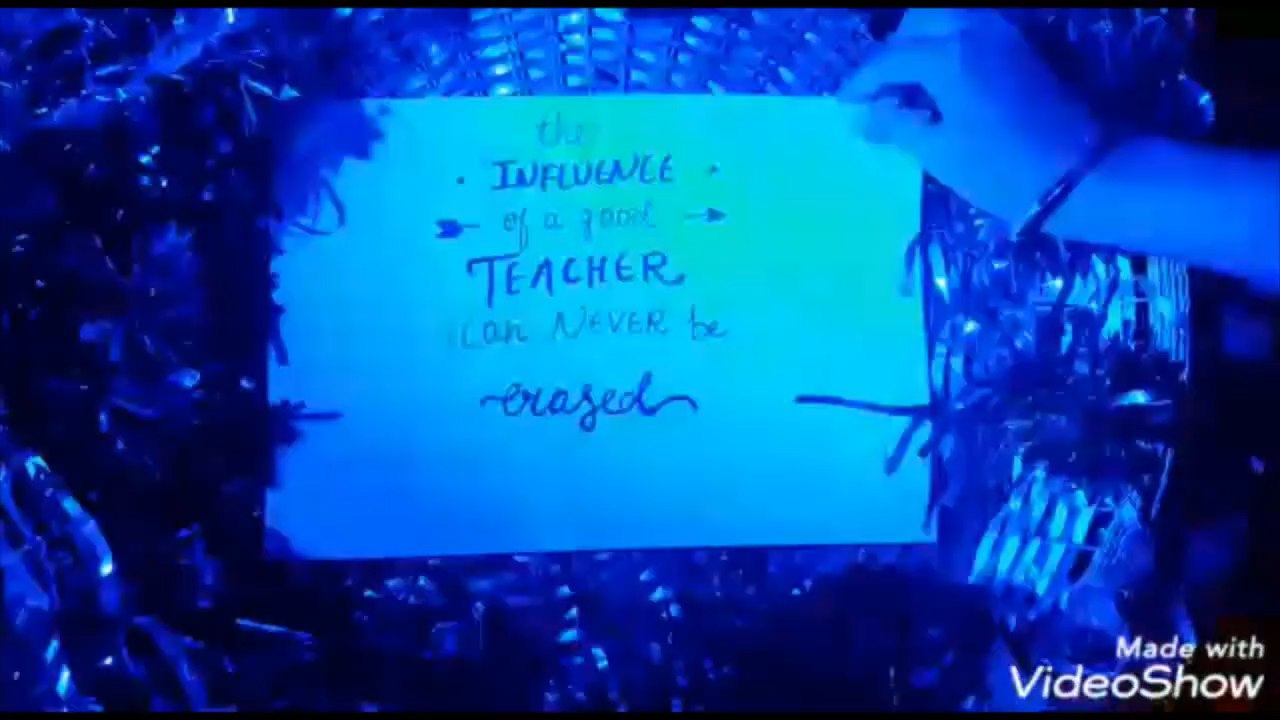 the
INFLUENCE
of a good
TEACHER
can NEVER be
erased
Made with
VideoShow